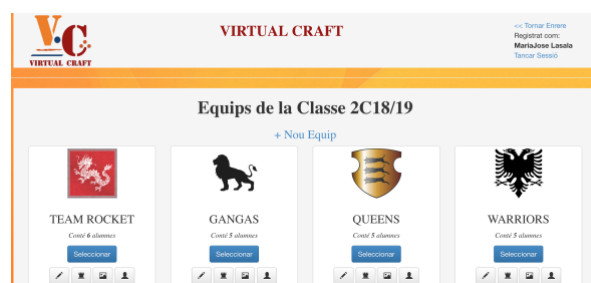 V.C.
VIRTUAL CRAFT
VIRTUAL CRAFT
<< Tornar Enrere
Registrat com:
MariaJose Lasala
Tancar Sessió
Equips de la Classe 2C18/19
+ Nou Equip
TEAM ROCKET
Conté 6 alumnes
Seleccionar
GANGAS
Conté 5 alumnes
Seleccionar
QUEENS
Conté 5 alumnes
Seleccionar
WARRIORS
Conté 5 alumnes
Seleccionar